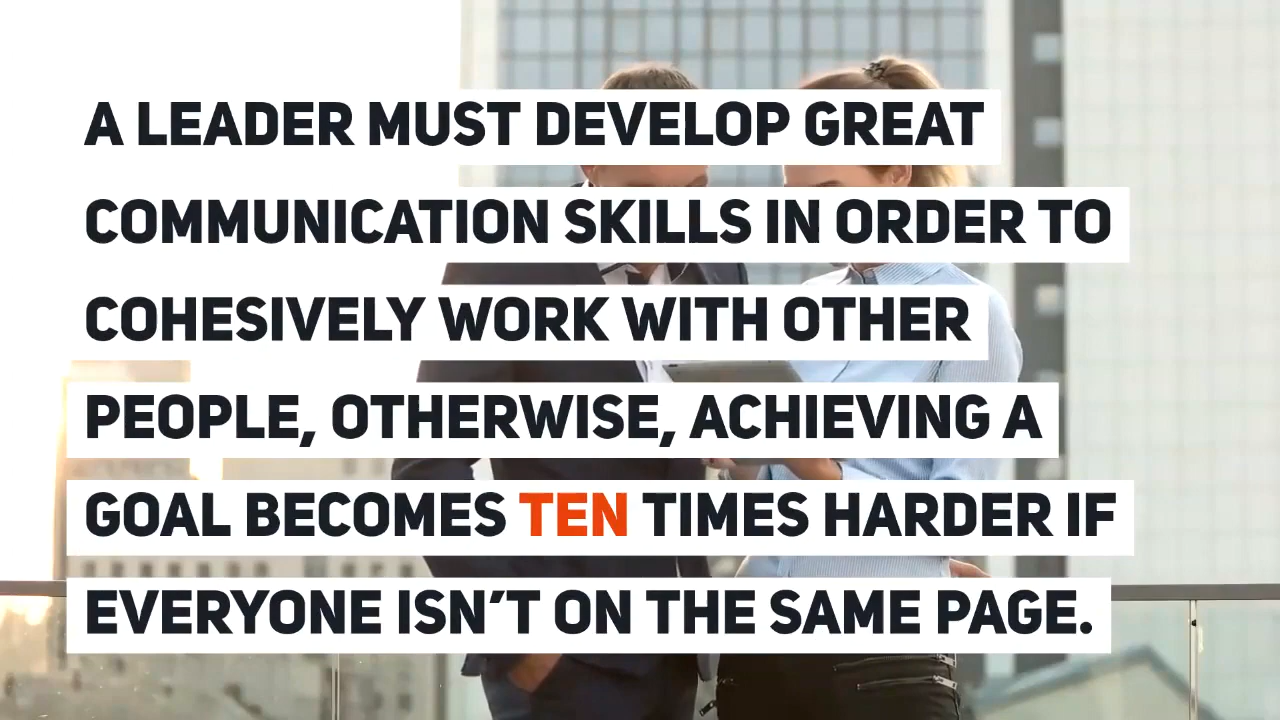 A LEADER MUST DEVELOP GREAT
COMMUNICATION SKILLS IN ORDER TO
COHESIVELY WORK WITH OTHER
PEOPLE, OTHERWISE, ACHIEVING A
GOAL BECOMES TEN TIMES HARDER IF
EVERYONE ISN’T ON THE SAME PAGE.